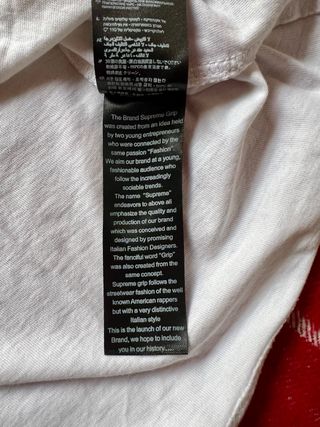 The Brand Supreme Grip
was created from an idea held
by two young entrepreneurs
who were connected by the
same passion "Fashion".
We aim our brand at a young,
fashionable audience who
follow the increasingly
sociable trends.
The name "Supreme"
endeavors to above all
emphasize the quality and
production of our brand
which was conceived and
designed by promising
Italian Fashion Designers.
The fanciful word "Grip"
was also created from the
same concept.
Supreme grip follows the
streetwear fashion of the well
known American rappers
but with a very distinctive
Italian style
This is the launch of our new
Brand, we hope to include
you in our history.....